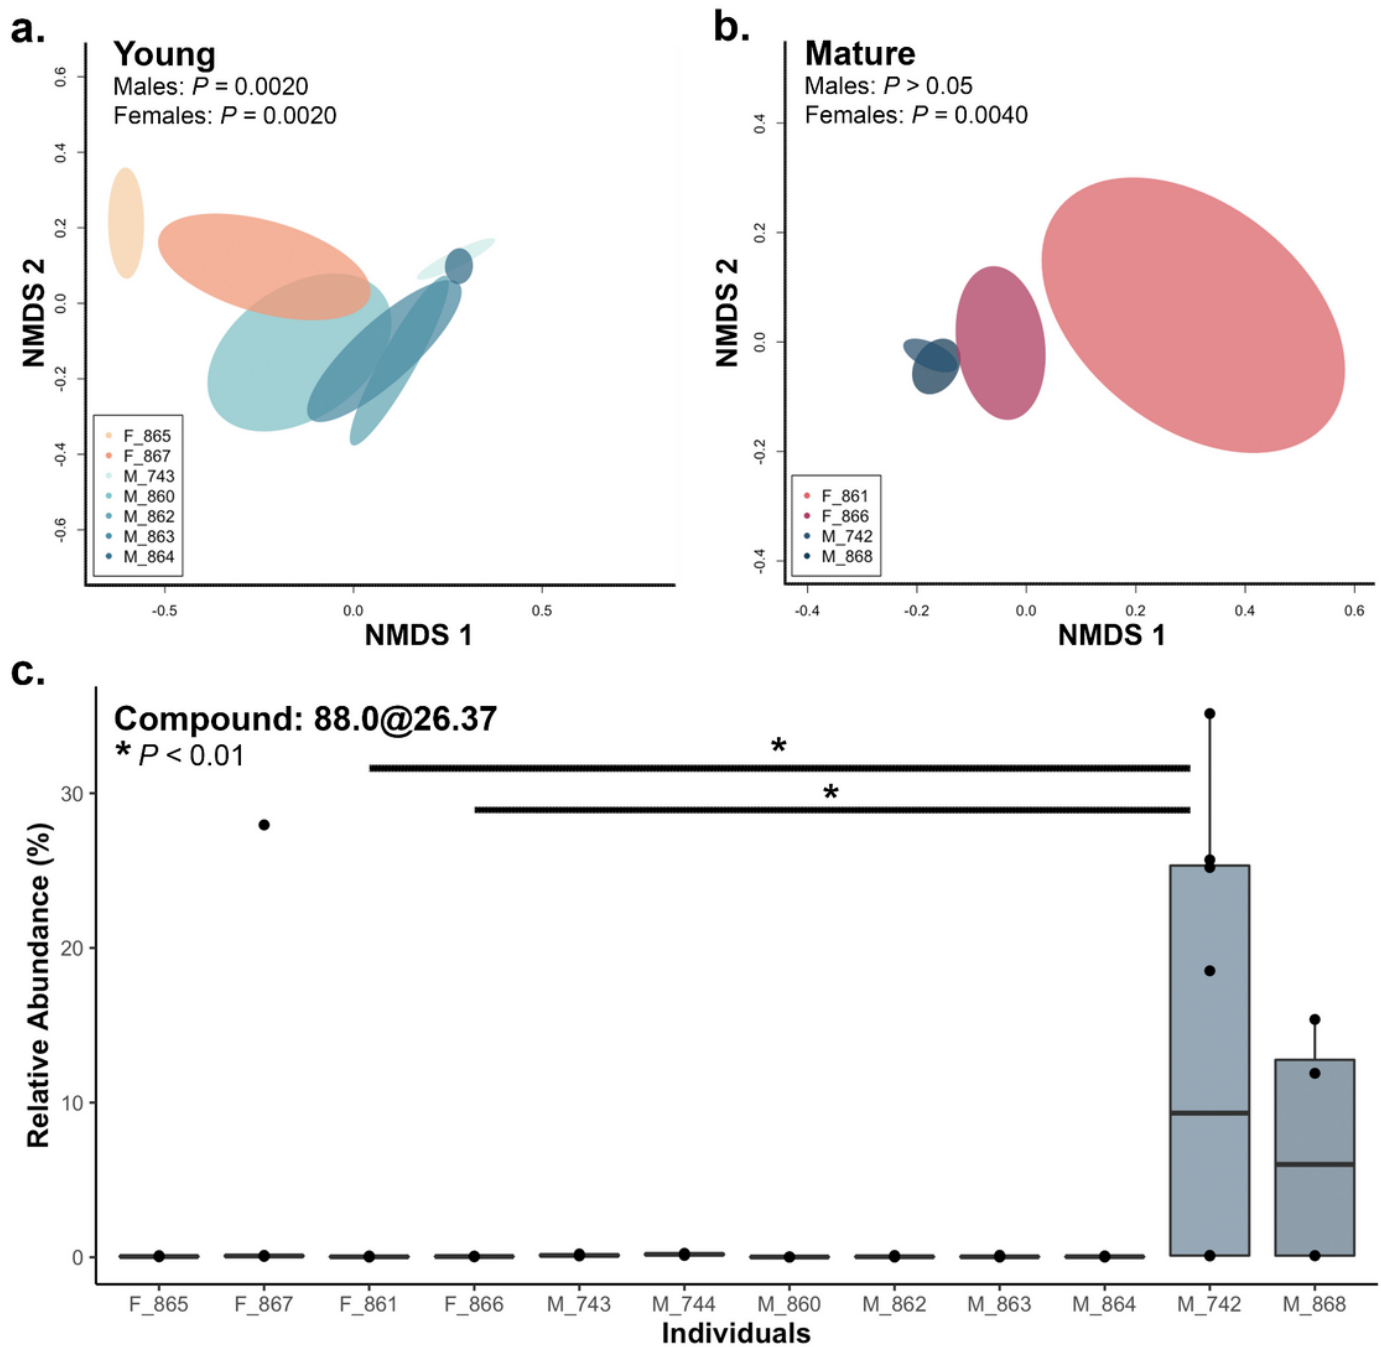 a.
Young
Males: P = 0.0020
Females: P = 0.0020
0.6
0.4
0.2
0.0
-0.2
-0.4
-0.6
NMDS 2
F_865
F_867
M_743
M_860
M_862
M_863
M_864
-0.5 0.0 0.5
NMDS 1
b.
Mature
Males: P > 0.05
Females: P = 0.0040
0.4
0.2
0.0
-0.2
-0.4
NMDS 2
F_861
F_866
M_742
M_868
-0.4 -0.2 0.0 0.2 0.4 0.6
NMDS 1
c.
Compound: 88.0@26.37
* P < 0.01
*
*
30
20
10
0
Relative Abundance (%)
F_865 F_867 F_861 F_866 M_743 M_744 M_860 M_862 M_863 M_864 M_742 M_868
Individuals